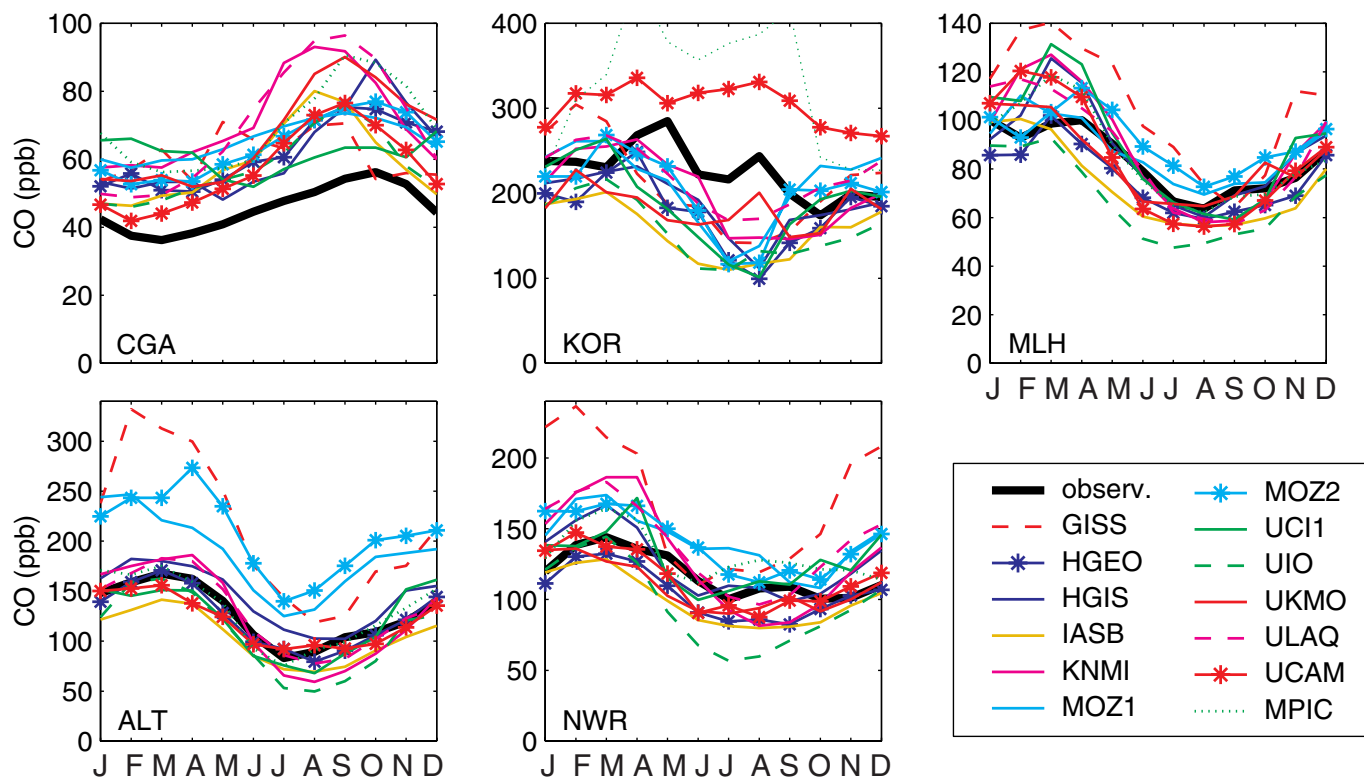 100
80
60
40
20
0
CO (ppb)
CGA
400
300
200
100
0
KOR
140
120
100
80
60
40
20
0
MLH
J F M A M J J A S O N D
300
250
200
150
100
50
0
CO (ppb)
ALT
J F M A M J J A S O N D
200
150
100
50
0
NWR
J F M A M J J A S O N D
observ.
GISS
HGEO
HGIS
IASB
KNMI
MOZ1
MOZ2
UCI1
UIO
UKMO
ULAQ
UCAM
MPIC